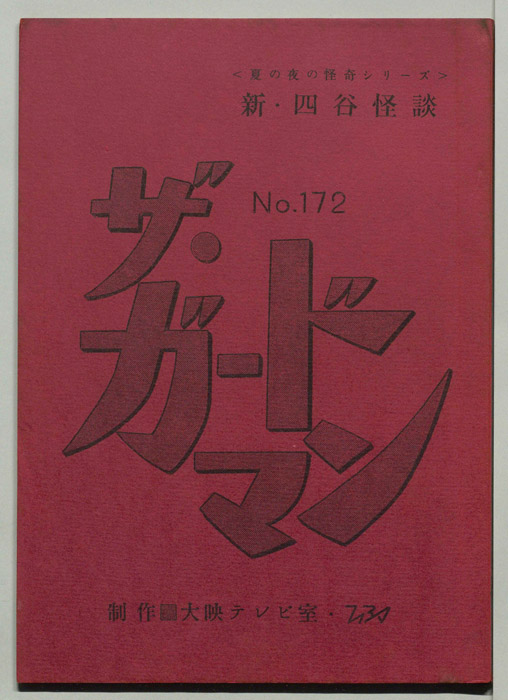 ＜夏の夜の怪奇シリーズ＞
新・四谷怪談
No.172
ザ・
ガードマン
制作▩大映テレビ室・TBS